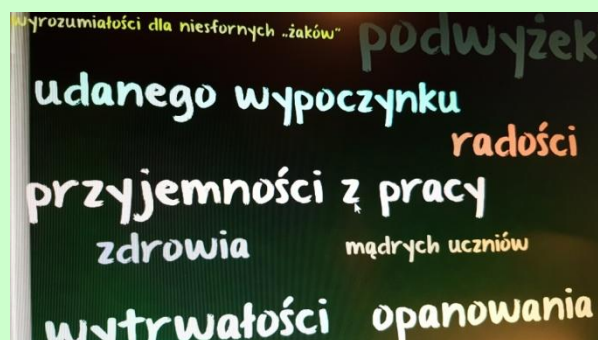 wyrozumiałości dla niesfornych „żaków”
podwyżek
udanego wypoczynku
radości
przyjemności z pracy
zdrowia
mądrych uczniów
wytrwałości
opanowania